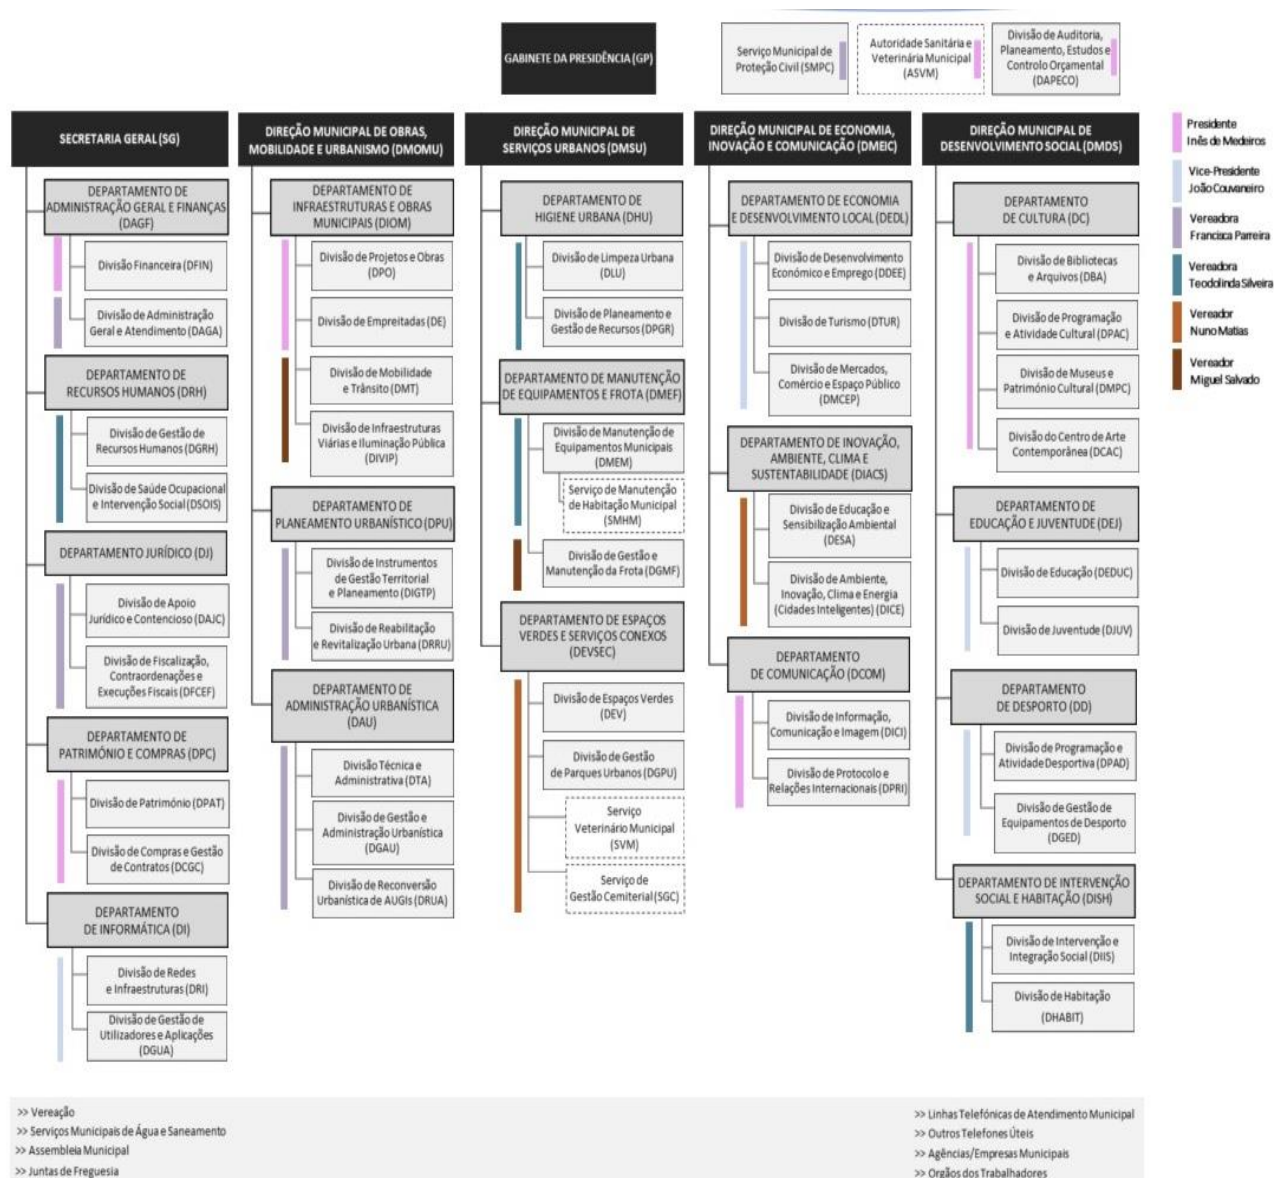 GABINETE DA PRESIDÊNCIA (GP)
Serviço Municipal de
Proteção Civil (SMPC)
Autoridade Sanitária e
Veterinária Municipal
(ASVM)
Divisão de Auditoria,
Planeamento, Estudos e
Controlo Orçamental
(DAPECO)
SECRETARIA GERAL (SG)
DEPARTAMENTO DE
ADMINISTRAÇÃO GERAL E FINANÇAS
(DAGF)
Divisão Financeira (DFIN)
Divisão de Administração
Geral e Atendimento (DAGA)
DEPARTAMENTO DE
RECURSOS HUMANOS (DRH)
Divisão de Gestão de
Recursos Humanos (DGRH)
Divisão de Saúde Ocupacional
e Intervenção Social (DSOIS)
DEPARTAMENTO JURÍDICO (DJ)
Divisão de Apoio
Jurídico e Contencioso (DAJC)
Divisão de Fiscalização,
Contraordenações e
Execuções Fiscais (DFCEF)
DEPARTAMENTO DE
PATRIMÓNIO E COMPRAS (DPC)
Divisão de Património (DPAT)
Divisão de Compras e Gestão
de Contratos (DCGC)
DEPARTAMENTO
DE INFORMÁTICA (DI)
Divisão de Redes
e Infraestruturas (DRI)
Divisão de Gestão de
Utilizadores e Aplicações
(DGUA)
DIREÇÃO MUNICIPAL DE OBRAS,
MOBILIDADE E URBANISMO (DMOMU)
DEPARTAMENTO DE
INFRAESTRUTURAS E OBRAS
MUNICIPAIS (DIOM)
Divisão de Projetos e Obras
(DPO)
Divisão de Empreitadas (DE)
Divisão de Mobilidade
e Trânsito (DMT)
Divisão de Infraestruturas
Viárias e Iluminação Pública
(DIVIP)
DEPARTAMENTO DE
PLANEAMENTO URBANÍSTICO (DPU)
Divisão de Instrumentos
de Gestão Territorial
e Planeamento (DIGTP)
Divisão de Reabilitação
e Revitalização Urbana (DRRU)
DEPARTAMENTO DE
ADMINISTRAÇÃO URBANÍSTICA
(DAU)
Divisão Técnica e
Administrativa (DTA)
Divisão de Gestão e
Administração Urbanística
(DGAU)
Divisão de Reconversão
Urbanística de AUGIs (DRUA)
DIREÇÃO MUNICIPAL DE
SERVIÇOS URBANOS (DMSU)
DEPARTAMENTO DE
HIGIENE URBANA (DHU)
Divisão de Limpeza Urbana
(DLU)
Divisão de Planeamento e
Gestão de Recursos (DPGR)
DEPARTAMENTO DE MANUTENÇÃO
DE EQUIPAMENTOS E FROTA (DMEF)
Divisão de Manutenção de
Equipamentos Municipais
(DMEM)
Serviço de Manutenção
de Habitação Municipal
(SMHM)
Divisão de Gestão e
Manutenção da Frota (DGMF)
DEPARTAMENTO DE ESPAÇOS
VERDES E SERVIÇOS CONEXOS
(DEVSEC)
Divisão de Espaços Verdes
(DEV)
Divisão de Gestão
de Parques Urbanos (DGPU)
Serviço
Veterinário Municipal
(SVM)
Serviço de
Gestão Cemiterial (SGC)
DIREÇÃO MUNICIPAL DE ECONOMIA,
INOVAÇÃO E COMUNICAÇÃO (DMEIC)
DEPARTAMENTO DE ECONOMIA
E DESENVOLVIMENTO LOCAL (DEDL)
Divisão de Desenvolvimento
Económico e Emprego (DDEE)
Divisão de Turismo (DTUR)
Divisão de Mercados,
Comércio e Espaço Público
(DMCEP)
DEPARTAMENTO DE INOVAÇÃO,
AMBIENTE, CLIMA E
SUSTENTABILIDADE (DIACS)
Divisão de Educação e
Sensibilização Ambiental
(DESA)
Divisão de Ambiente,
Inovação, Clima e Energia
(Cidades Inteligentes) (DICE)
DEPARTAMENTO
DE COMUNICAÇÃO (DCOM)
Divisão de Informação,
Comunicação e Imagem (DICI)
Divisão de Protocolo e
Relações Internacionais (DPRI)
DIREÇÃO MUNICIPAL DE
DESENVOLVIMENTO SOCIAL (DMDS)
DEPARTAMENTO
DE CULTURA (DC)
Divisão de Bibliotecas
e Arquivos (DBA)
Divisão de Programação
e Atividade Cultural (DPAC)
Divisão de Museus e
Património Cultural (DMPC)
Divisão do Centro de Arte
Contemporânea (DCAC)
DEPARTAMENTO DE
EDUCAÇÃO E JUVENTUDE (DEJ)
Divisão de Educação (DEDUC)
Divisão de Juventude (DJUV)
DEPARTAMENTO
DE DESPORTO (DD)
Divisão de Programação e
Atividade Desportiva (DPAD)
Divisão de Gestão de
Equipamentos de Desporto
(DGED)
DEPARTAMENTO DE INTERVENÇÃO
SOCIAL E HABITAÇÃO (DISH)
Divisão de Intervenção e
Integração Social (DIIS)
Divisão de Habitação
(DHABIT)
Presidente
Inês de Medeiros
Vice-Presidente
João Couvaneiro
Vereadora
Francisca Parreira
Vereadora
Teodolinda Silveira
Vereador
Nuno Matias
Vereador
Miguel Salvado
>> Vereação
>> Serviços Municipais de Água e Saneamento
>> Assembleia Municipal
>> Juntas de Freguesia
>> Linhas Telefónicas de Atendimento Municipal
>> Outros Telefones Úteis
>> Agências/Empresas Municipais
>> Orgãos dos Trabalhadores